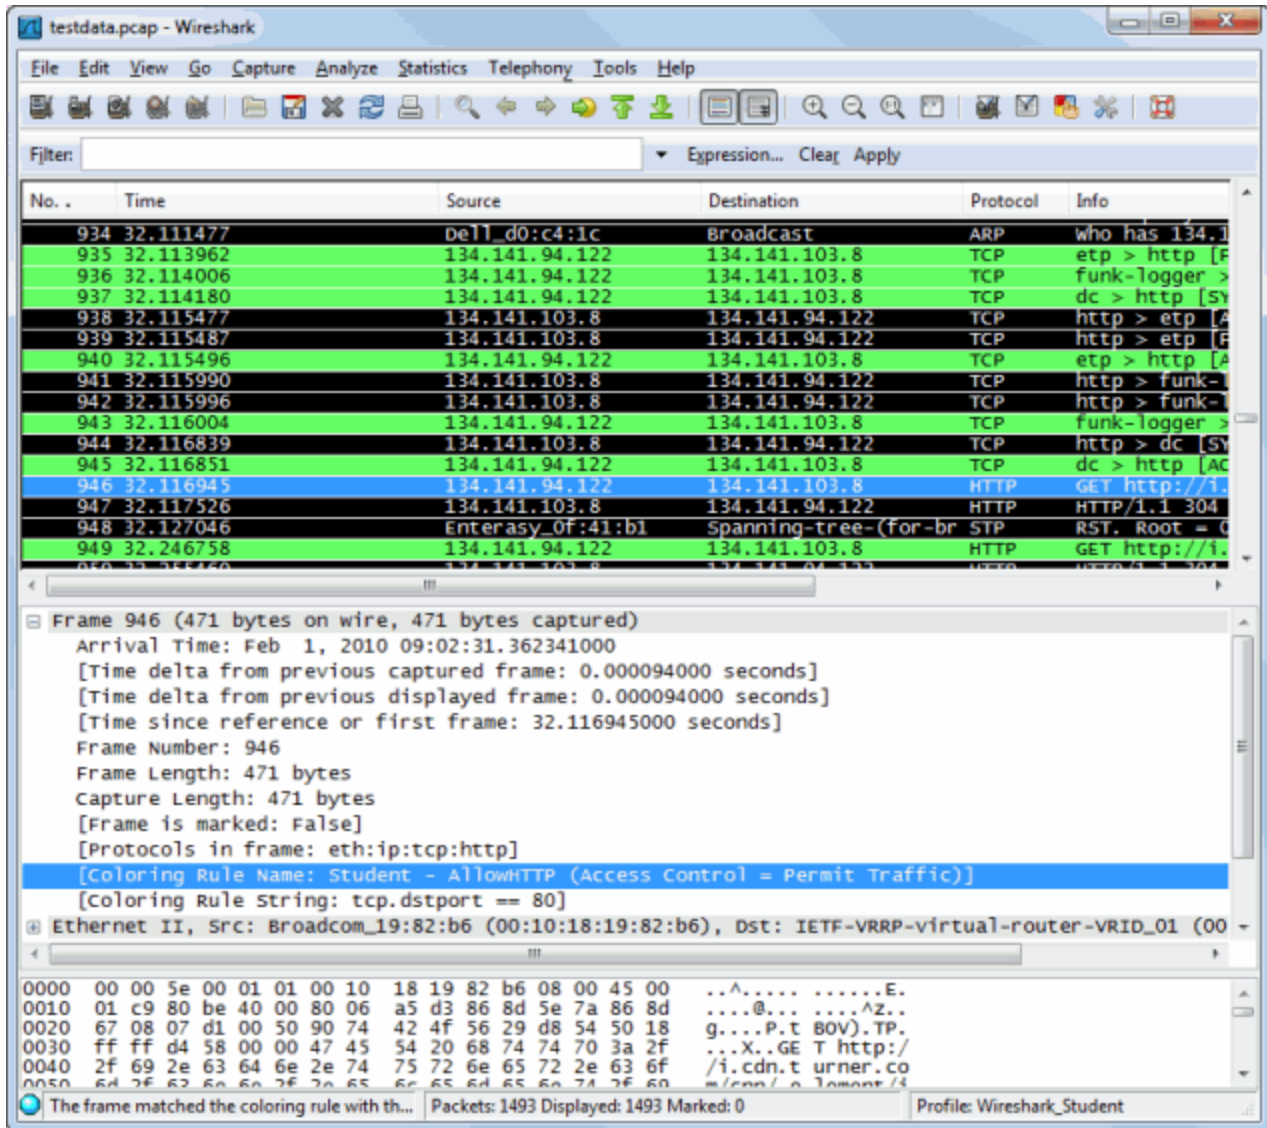 testdata.pcap - Wireshark
File Edit View Go Capture Analyze Statistics Telephony Tools Help
Filter: Expression... Clear Apply
No. . Time Source Destination Protocol Info
934 32.111477 Dell_d0:c4:1c Broadcast ARP who has 134.1
935 32.113962 134.141.94.122 134.141.103.8 TCP etp > http [F
936 32.114006 134.141.94.122 134.141.103.8 TCP funk-logger >
937 32.114180 134.141.94.122 134.141.103.8 TCP dc > http [SY
938 32.115477 134.141.103.8 134.141.94.122 TCP http > etp [A
939 32.115487 134.141.103.8 134.141.94.122 TCP http > etp [F
940 32.115496 134.141.94.122 134.141.103.8 TCP etp > http [A
941 32.115990 134.141.103.8 134.141.94.122 TCP http > funk-l
942 32.115996 134.141.103.8 134.141.94.122 TCP http > funk-l
943 32.116004 134.141.94.122 134.141.103.8 TCP funk-logger >
944 32.116839 134.141.103.8 134.141.94.122 TCP http > dc [SY
945 32.116851 134.141.94.122 134.141.103.8 TCP dc > http [AC
946 32.116945 134.141.94.122 134.141.103.8 HTTP GET http://i.
947 32.117526 134.141.103.8 134.141.94.122 HTTP HTTP/1.1 304
948 32.127046 Enterasy_0f:41:b1 Spanning-tree-(for-br STP RST. Root = 0
949 32.246758 134.141.94.122 134.141.103.8 HTTP GET http://i.
Frame 946 (471 bytes on wire, 471 bytes captured)
Arrival Time: Feb 1, 2010 09:02:31.362341000
[Time delta from previous captured frame: 0.000094000 seconds]
[Time delta from previous displayed frame: 0.000094000 seconds]
[Time since reference or first frame: 32.116945000 seconds]
Frame Number: 946
Frame Length: 471 bytes
Capture Length: 471 bytes
[Frame is marked: False]
[Protocols in frame: eth:ip:tcp:http]
[Coloring Rule Name: Student - AllowHTTP (Access Control = Permit Traffic)]
[Coloring Rule String: tcp.dstport == 80]
Ethernet II, Src: Broadcom_19:82:b6 (00:10:18:19:82:b6), Dst: IETF-VRRP-virtual-router-VRID_01 (00
0000 00 00 5e 00 01 01 00 10 18 19 82 b6 08 00 45 00 ..^..... ......E.
0010 01 c9 80 be 40 00 80 06 a5 d3 86 8d 5e 7a 86 8d ....@... ....^z..
0020 67 08 07 d1 00 50 90 74 42 4f 56 29 d8 54 50 18 g....P.t BOV).TP.
0030 ff ff d4 58 00 00 47 45 54 20 68 74 74 70 3a 2f ...X..GE T http:/
0040 2f 69 2e 63 64 6e 2e 74 75 72 6e 65 72 2e 63 6f /i.cdn.t urner.co
The frame matched the coloring rule with th... Packets: 1493 Displayed: 1493 Marked: 0 Profile: Wireshark_Student